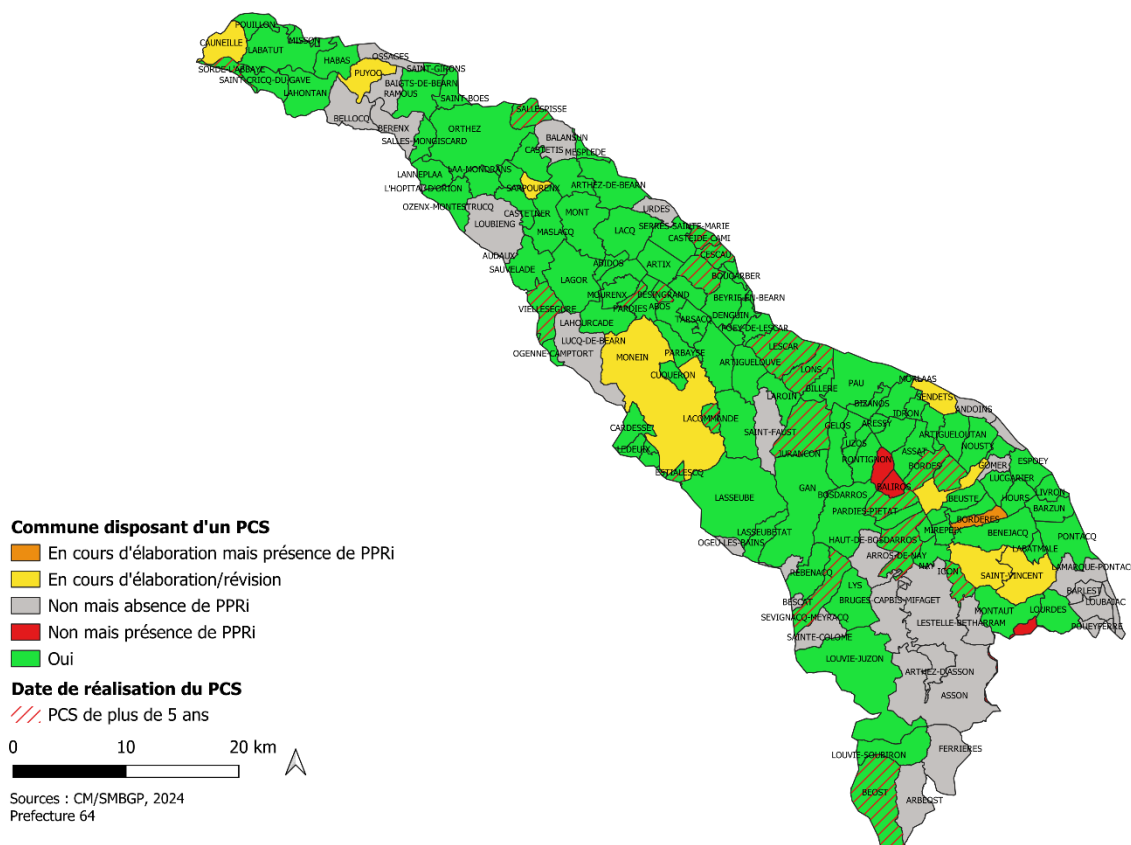 POUILLON
CAUNEILLE
MISSON
LABATUT
HABAS
OSSAGES
SORDE-L'ABBAYE
SAINT-CRICQ-DU-GAVE
LAHONTAN
PUYOO
SAINT-GIRONS
BAIGTS-DE-BEARN
RAMOUS
SAINT-BOES
BELLOCQ
BERENX
SALLES-MONGISCARD
ORTHEZ
SALLESPISSE
BALANSUN
CASTETIS
MESPLEDE
LANNEPLAA
LAA-MONDRANS
L'HOPITAL-D'ORION
SARPOURENX
ARTHEZ-DE-BEARN
OZENX-MONTESTRUCQ
CASTETNER
MONT
URDES
LOUBIENG
MASLACQ
LACQ
SERRES-SAINTE-MARIE
CASTEIDE-CAMI
AUDAUX
SAUVELADE
ABIDOS
ARTIX
CESCAU
BOUGARBER
LAGOR
MOURENX
BESINGRAND
BEYRIE-EN-BEARN
VIELLESEGURE
PARDIES
ABOS
TARSACQ
DENGUIN
POEY-DE-LESCAR
LAHOURCADE
LUCQ-DE-BEARN
OGENNE-CAMPTORT
MONEIN
PARBAYSE
CUQUERON
ARTIGUELOUVE
LESCAR
LONS
BILLERE
PAU
MORLAAS
SENDETS
ANDOINS
LAROIN
BIZANOS
IDRON
LACOMMANDE
SAINT-FAUST
GELOS
ARESSY
ARTIGUELOUTAN
NOUSTY
CARDESSE
LEDEUIX
JURANCON
UZOS
RONTIGNON
ASSAT
BORDES
GOMER
ESPOEY
LUCGARIER
ESTIALESCQ
GAN
BALIROS
LASSEUBE
BOSDARROS
BEUSTE
HOURS
LIVRON
BARZUN
PARDIES-PIETAT
BORDERES
LASSEUBETAT
MIREPEIX
BENEJACQ
PONTACQ
OGEU-LES-BAINS
HAUT-DE-BOSDARROS
LABATMALE
ARROS-DE-NAY
NAY
IGON
SAINT-VINCENT
LAMARQUE-PONTACQ
REBENACQ
LYS
BARLEST
BESCAT
BRUGES-CAPBIS-MIFAGET
LOUBAJAC
SEVIGNACQ-MEYRACQ
MONTAUT
LOURDES
SAINTE-COLOME
LESTELLE-BETHARRAM
POUEYFERRE
LOUVIE-JUZON
ARTHEZ-D'ASSON
ASSON
LOUVIE-SOUBIRON
FERRIERES
BEOST
ARBEOST
Commune disposant d'un PCS
En cours d'élaboration mais présence de PPRi
En cours d'élaboration/révision
Non mais absence de PPRi
Non mais présence de PPRi
Oui
Date de réalisation du PCS
PCS de plus de 5 ans
0 10 20 km
Sources : CM/SMBGP, 2024
Prefecture 64